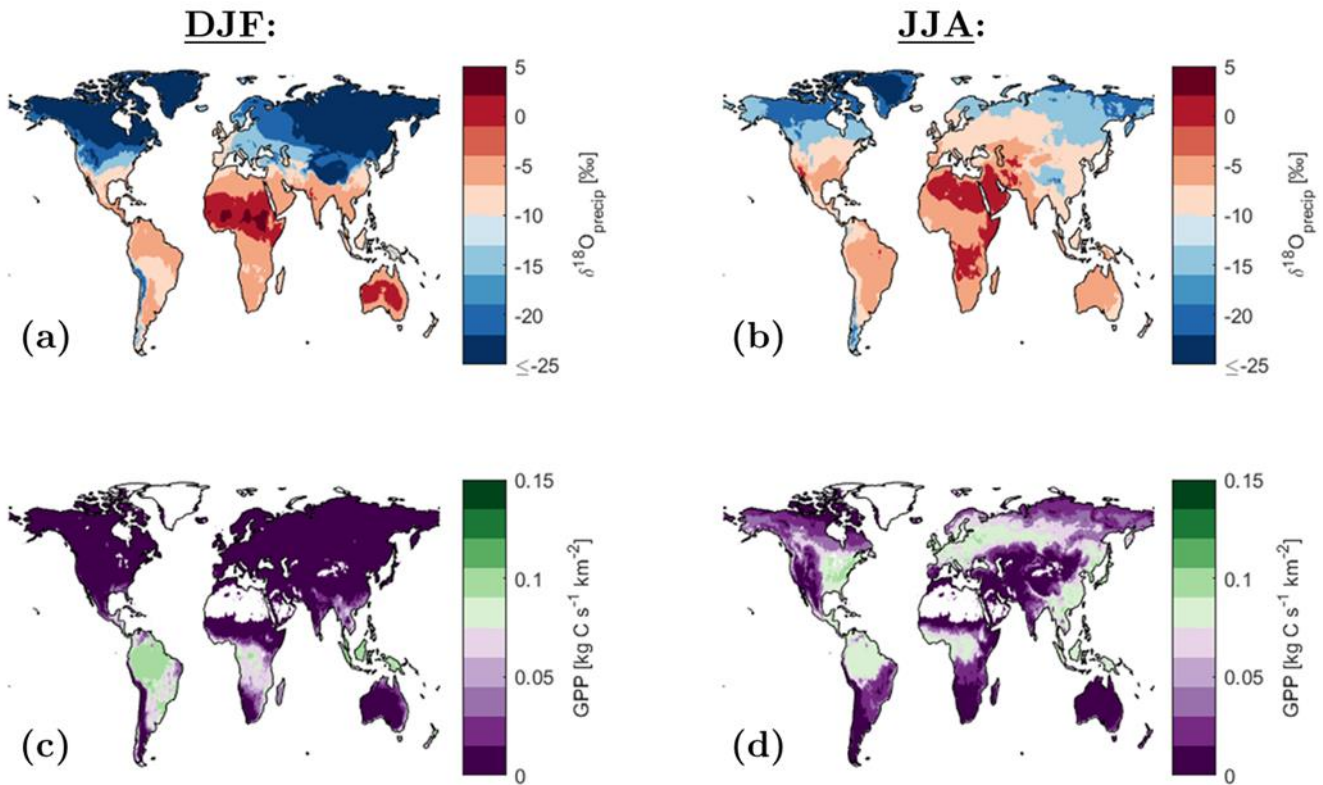 DJF:
JJA:
5
0
-5
-10
-15
-20
≤-25
δ¹⁸Oprecip [‰]
(a)
5
0
-5
-10
-15
-20
≤-25
δ¹⁸Oprecip [‰]
(b)
0.15
0.1
0.05
0
GPP [kg C s⁻¹ km⁻²]
(c)
0.15
0.1
0.05
0
GPP [kg C s⁻¹ km⁻²]
(d)